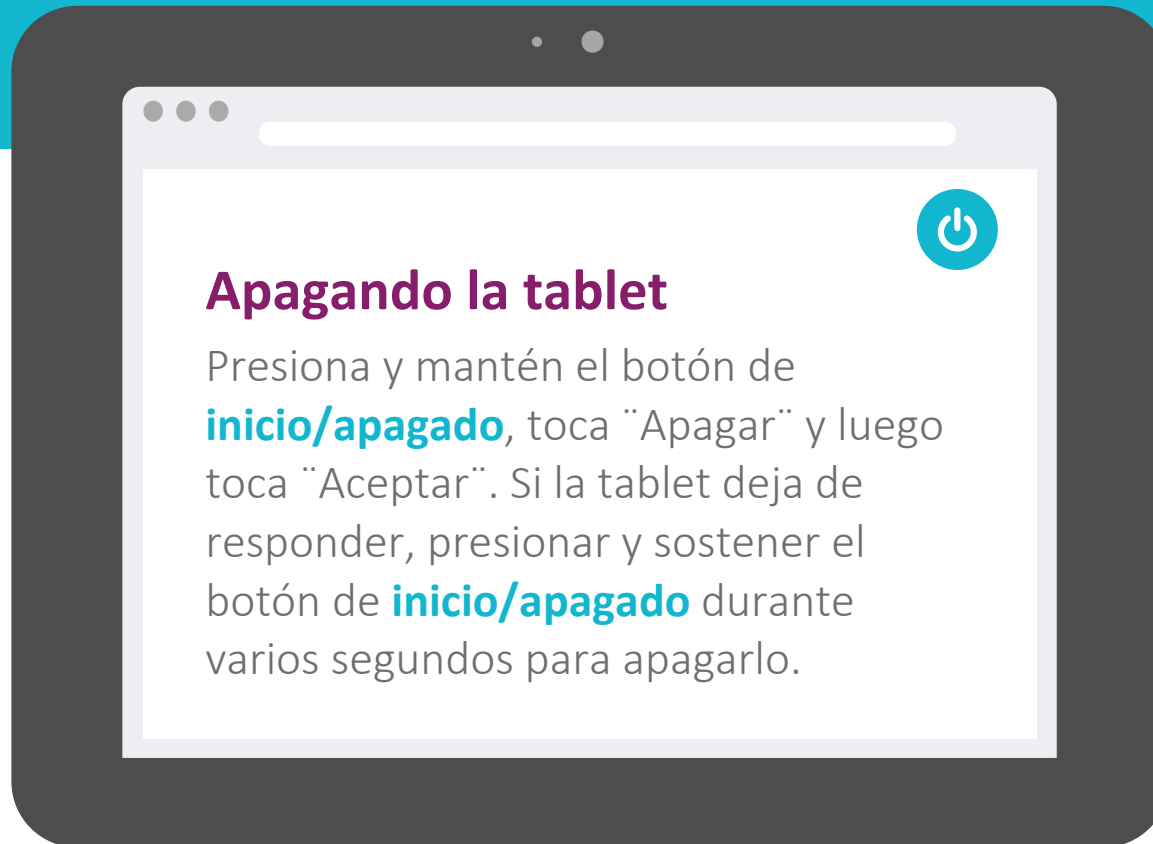 Apagando la tablet
Presiona y mantén el botón de
inicio/apagado, toca ¨Apagar¨ y luego
toca ¨Aceptar¨. Si la tablet deja de
responder, presionar y sostener el
botón de inicio/apagado durante
varios segundos para apagarlo.